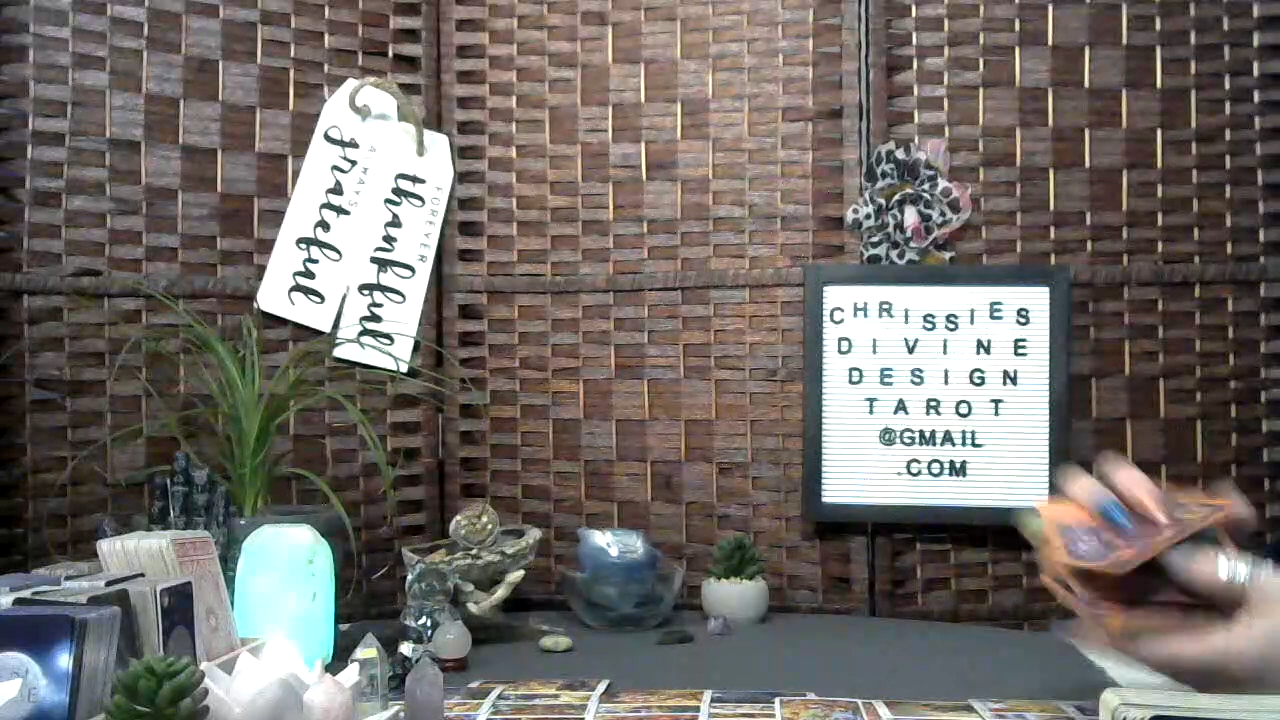 FOREVER
thankful
ALWAYS
grateful
CHRISSIES
DIVINE
DESIGN
TAROT
@GMAIL
.COM